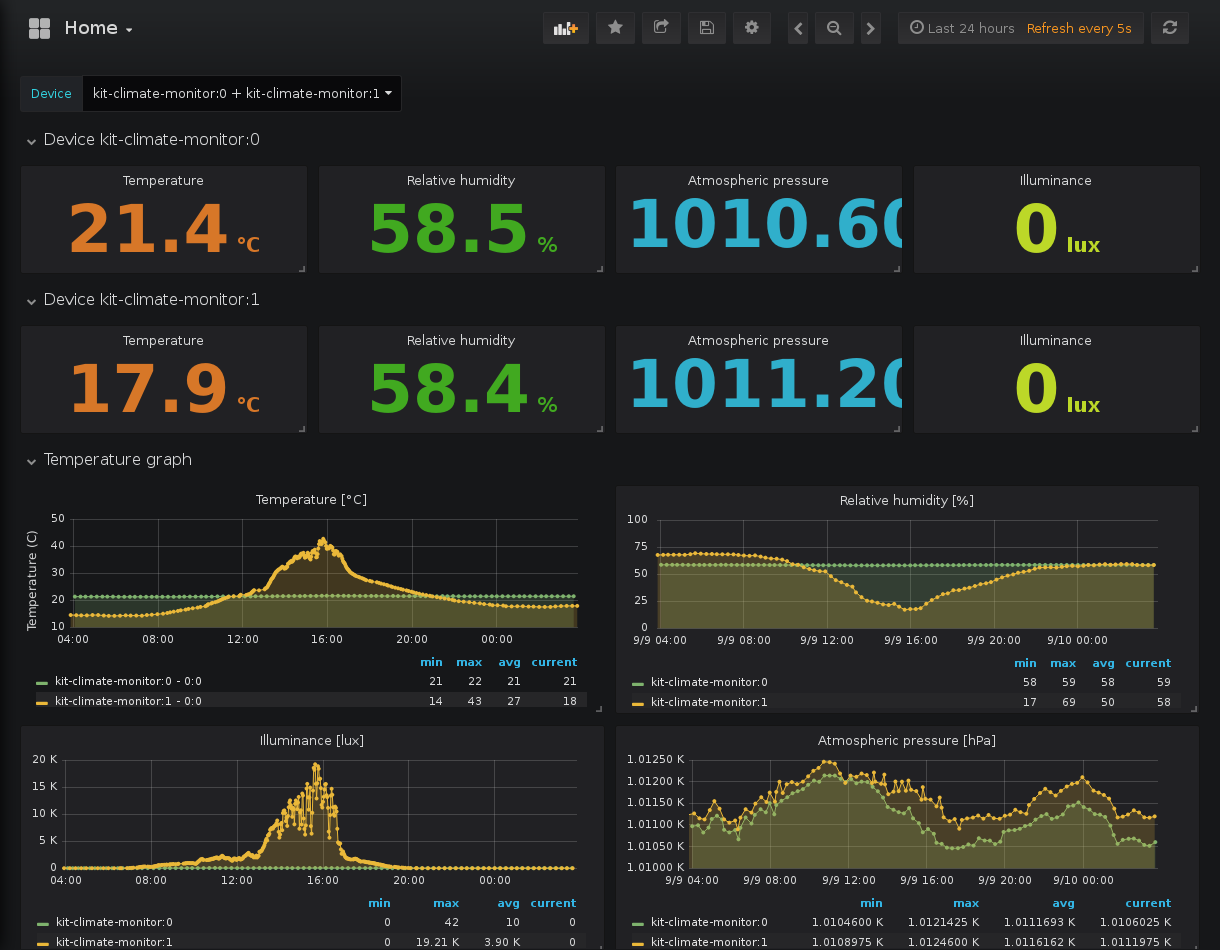 Home
Last 24 hours Refresh every 5s
Device kit-climate-monitor:0 + kit-climate-monitor:1
Device kit-climate-monitor:0
Temperature Relative humidity Atmospheric pressure Illuminance
21.4 °C 58.5 % 1010.60 0 lux
Device kit-climate-monitor:1
Temperature Relative humidity Atmospheric pressure Illuminance
17.9 °C 58.4 % 1011.20 0 lux
Temperature graph
Temperature [°C]
Temperature (C)
50
40
30
20
10
04:00 08:00 12:00 16:00 20:00 00:00
min max avg current
kit-climate-monitor:0 - 0:0 21 22 21 21
kit-climate-monitor:1 - 0:0 14 43 27 18
Relative humidity [%]
100
75
50
25
0
9/9 04:00 9/9 08:00 9/9 12:00 9/9 16:00 9/9 20:00 9/10 00:00
min max avg current
kit-climate-monitor:0 58 59 58 59
kit-climate-monitor:1 17 69 50 58
Illuminance [lux]
20 K
15 K
10 K
5 K
0
04:00 08:00 12:00 16:00 20:00 00:00
min max avg current
kit-climate-monitor:0 0 42 10 0
kit-climate-monitor:1 0 19.21 K 3.90 K 0
Atmospheric pressure [hPa]
1.01250 K
1.01200 K
1.01150 K
1.01100 K
1.01050 K
1.01000 K
9/9 04:00 9/9 08:00 9/9 12:00 9/9 16:00 9/9 20:00 9/10 00:00
min max avg current
kit-climate-monitor:0 1.0104600 K 1.0121425 K 1.0111693 K 1.0106025 K
kit-climate-monitor:1 1.0108975 K 1.0124600 K 1.0116162 K 1.0111975 K